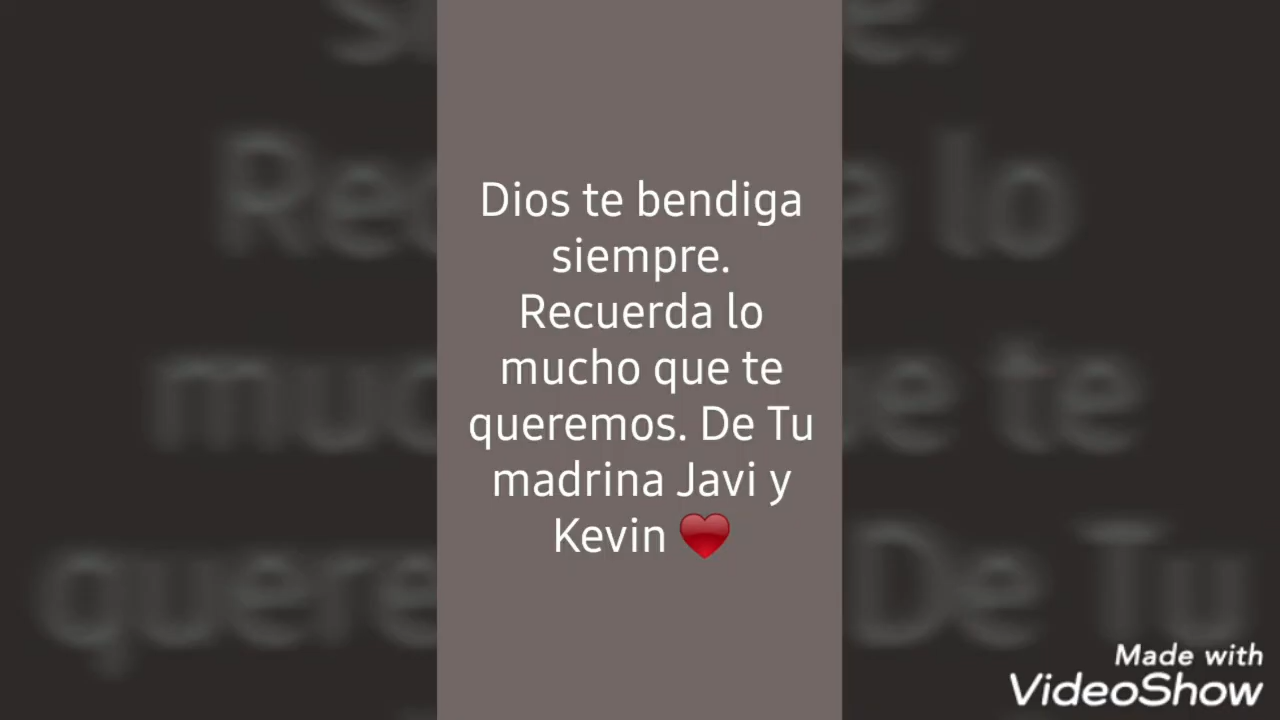 Dios te bendiga
siempre.
Recuerda lo
mucho que te
queremos. De Tu
madrina Javi y
Kevin ❤️
Made with
VideoShow